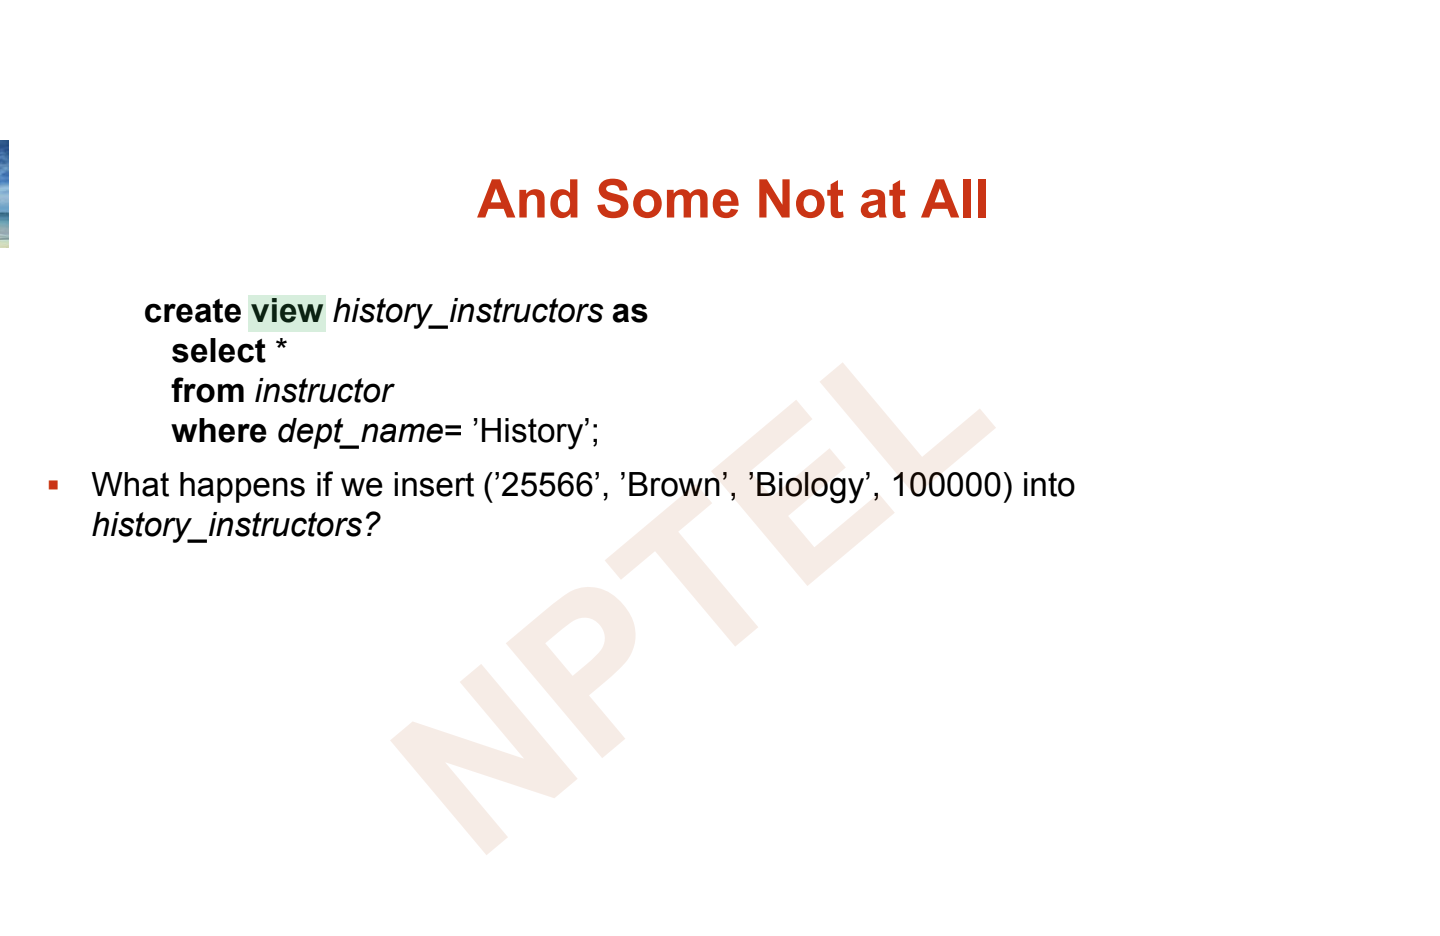 And Some Not at All
create view history_instructors as
select *
from instructor
where dept_name= ’History’;
▪ What happens if we insert (’25566’, ’Brown’, ’Biology’, 100000) into
history_instructors?
NPTEL